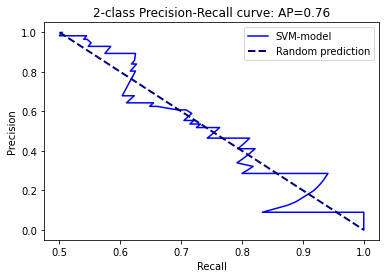 2-class Precision-Recall curve: AP=0.76
SVM-model
Random prediction
Precision
1.0
0.8
0.6
0.4
0.2
0.0
0.5 0.6 0.7 0.8 0.9 1.0
Recall